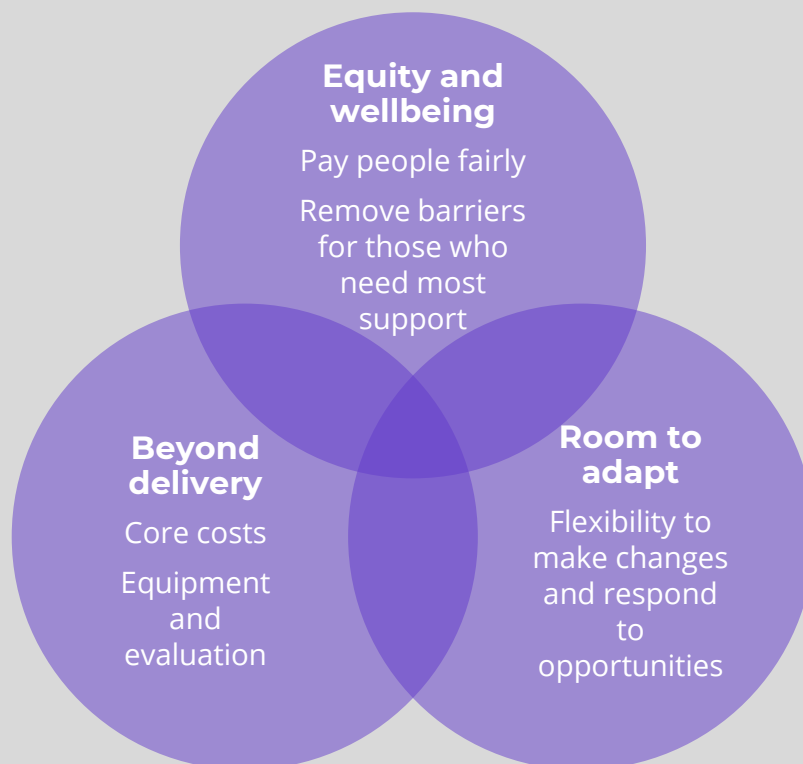 Equity and
wellbeing
Pay people fairly
Remove barriers
for those who
need most
support
Beyond
delivery
Core costs
Equipment
and
evaluation
Room to
adapt
Flexibility to
make changes
and respond
to
opportunities